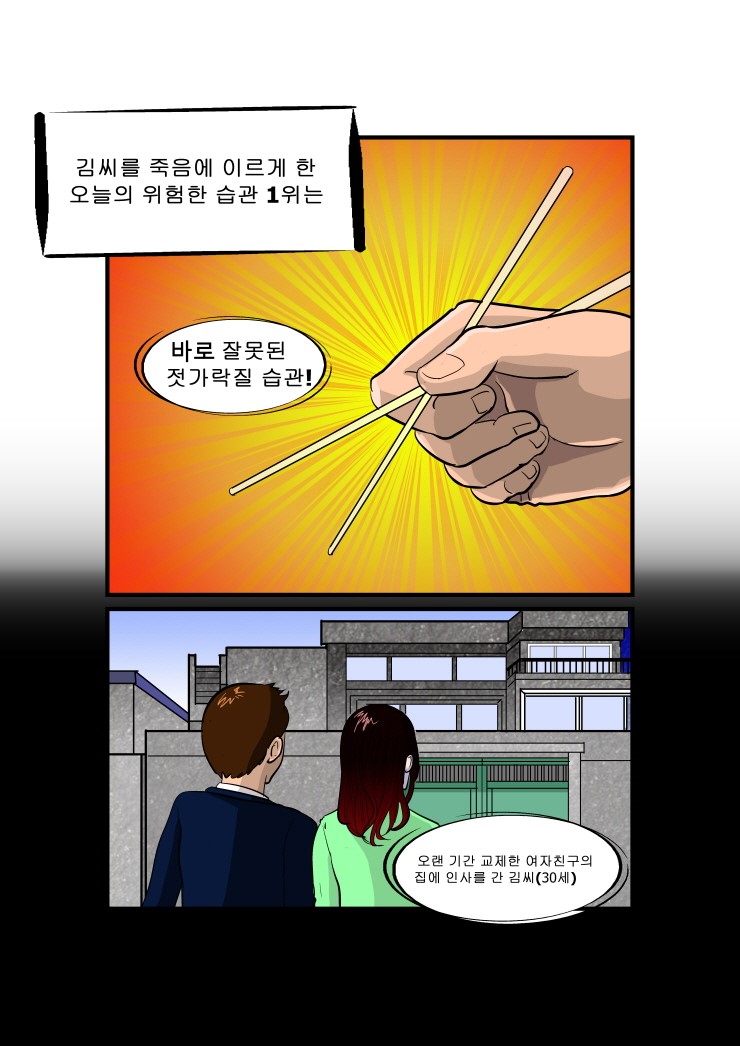 김씨를 죽음에 이르게 한
오늘의 위험한 습관 1위는
바로 잘못된
젓가락질 습관!
오랜 기간 교제한 여자친구의
집에 인사를 간 김씨(30세)